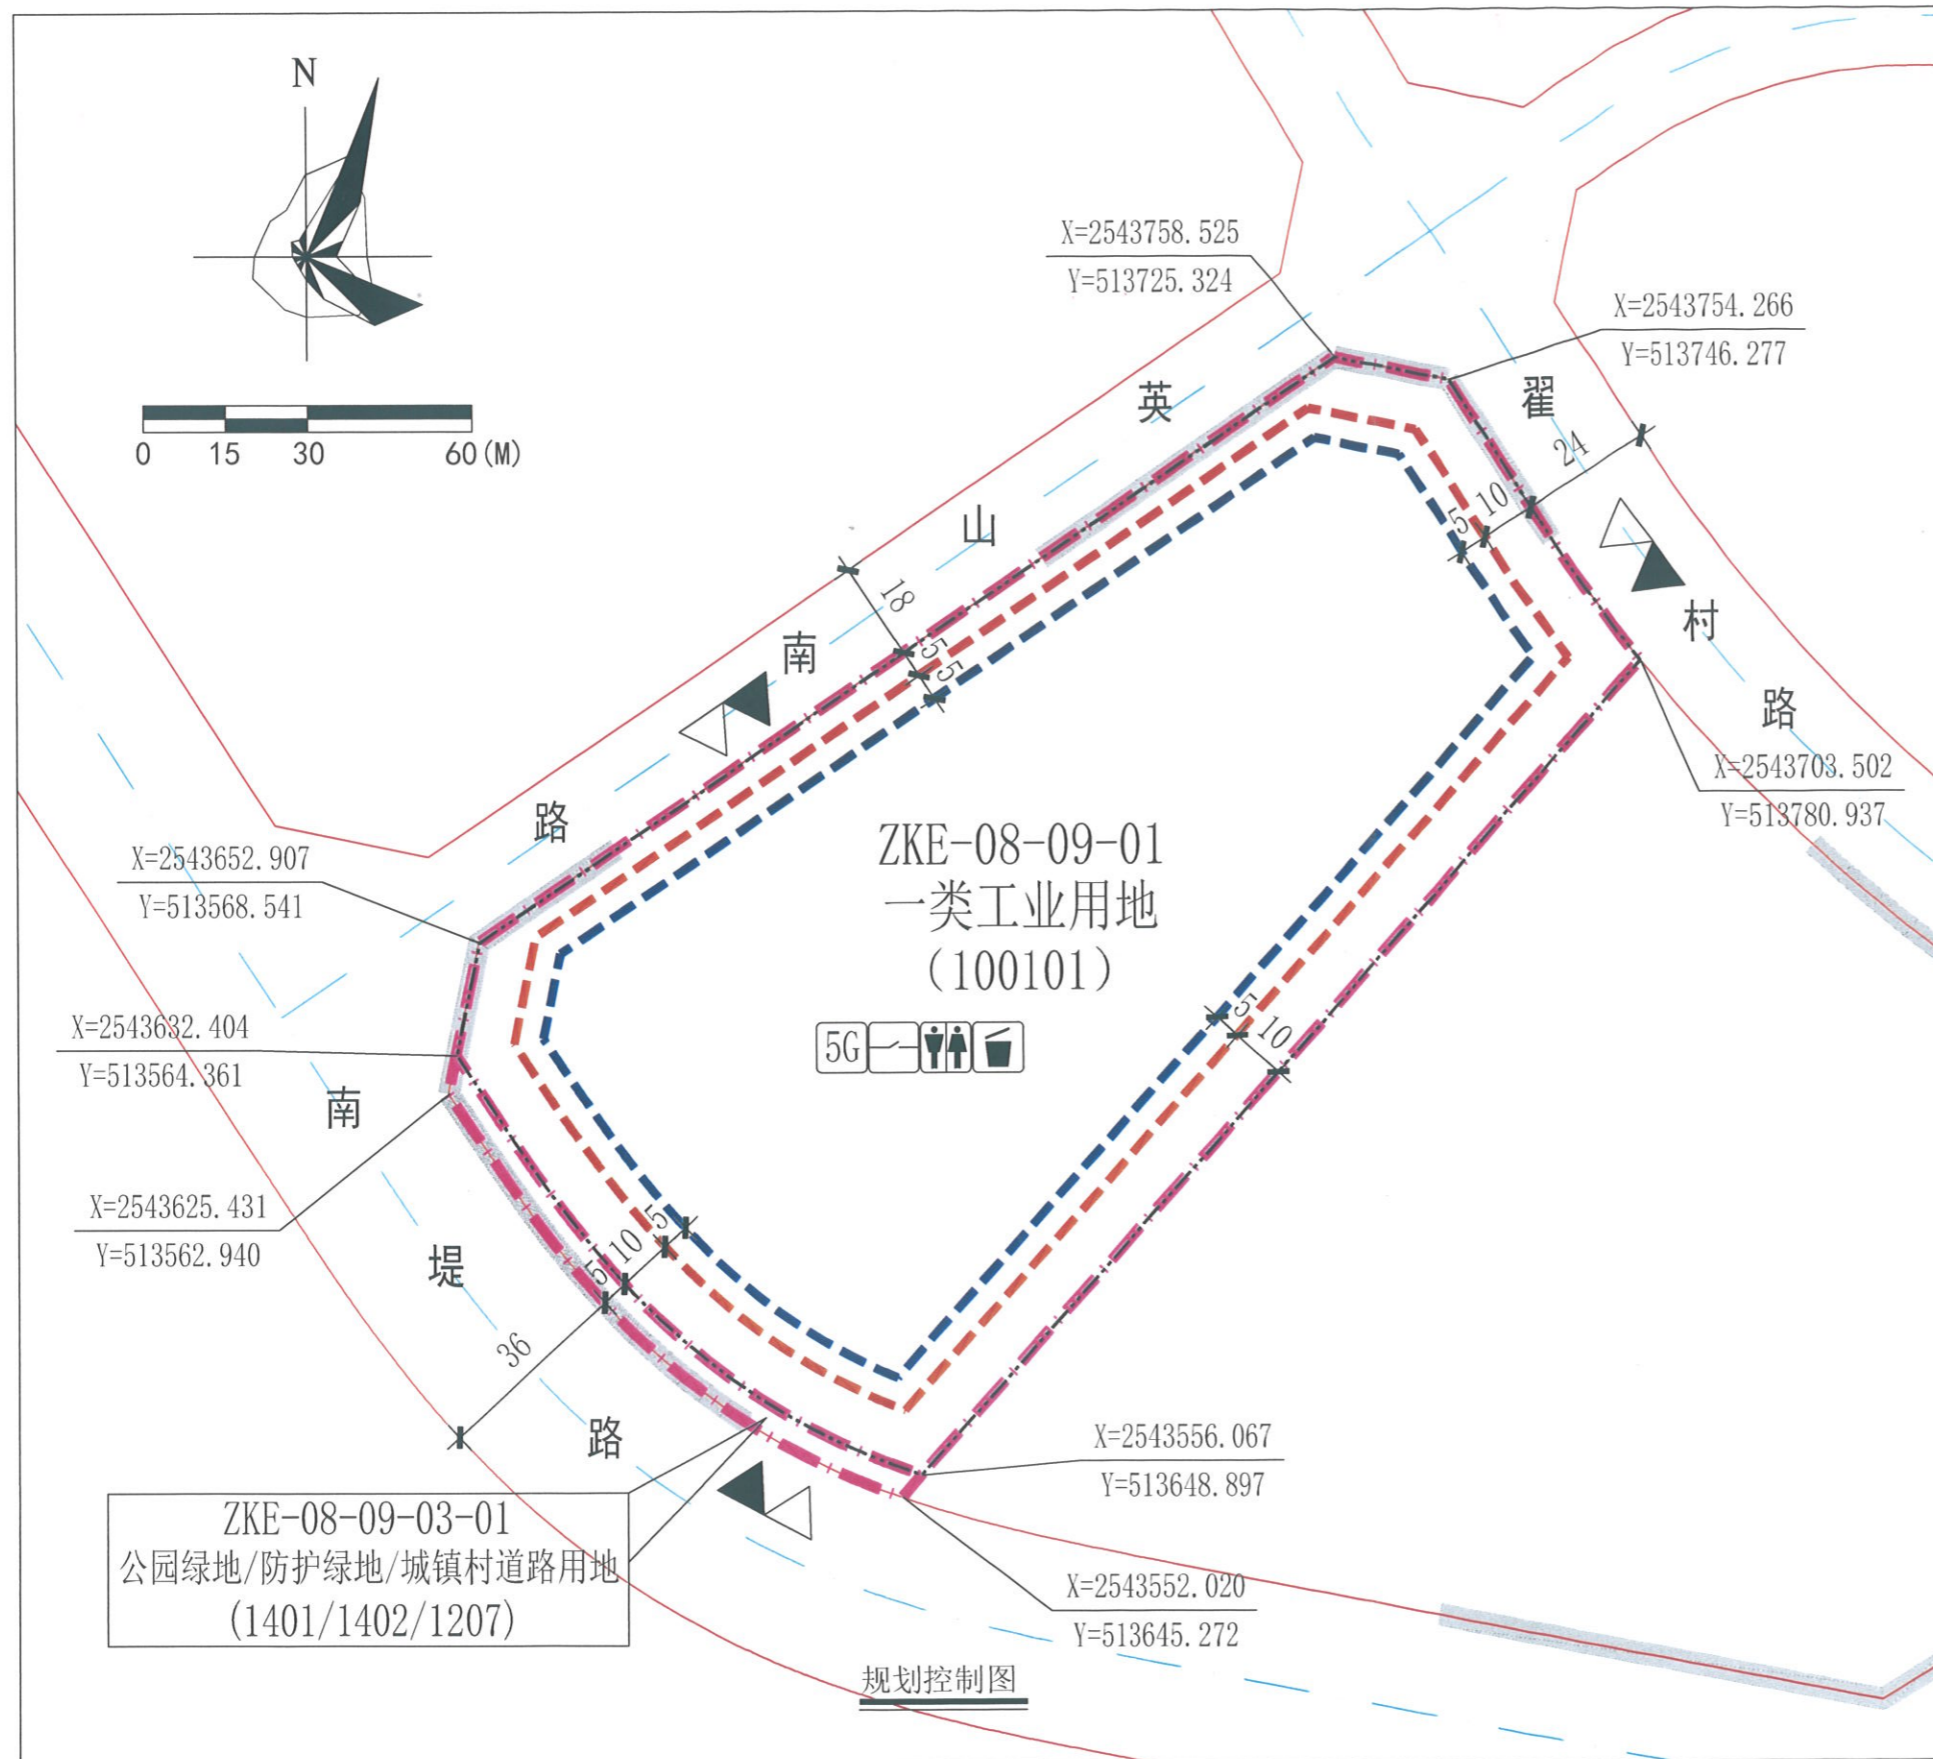 N
0 15 30 60(M)
X=2543758.525
Y=513725.324
X=2543754.266
Y=513746.277
英
翟
24
10
5
山
18
5
5
南
村
路
路
X=2543703.502
Y=513780.937
X=2543652.907
Y=513568.541
ZKE-08-09-01
一类工业用地
(100101)
5G
5
10
X=2543632.404
Y=513564.361
南
X=2543625.431
Y=513562.940
堤
5
10
5
36
路
X=2543556.067
Y=513648.897
ZKE-08-09-03-01
公园绿地/防护绿地/城镇村道路用地
(1401/1402/1207)
X=2543552.020
Y=513645.272
规划控制图